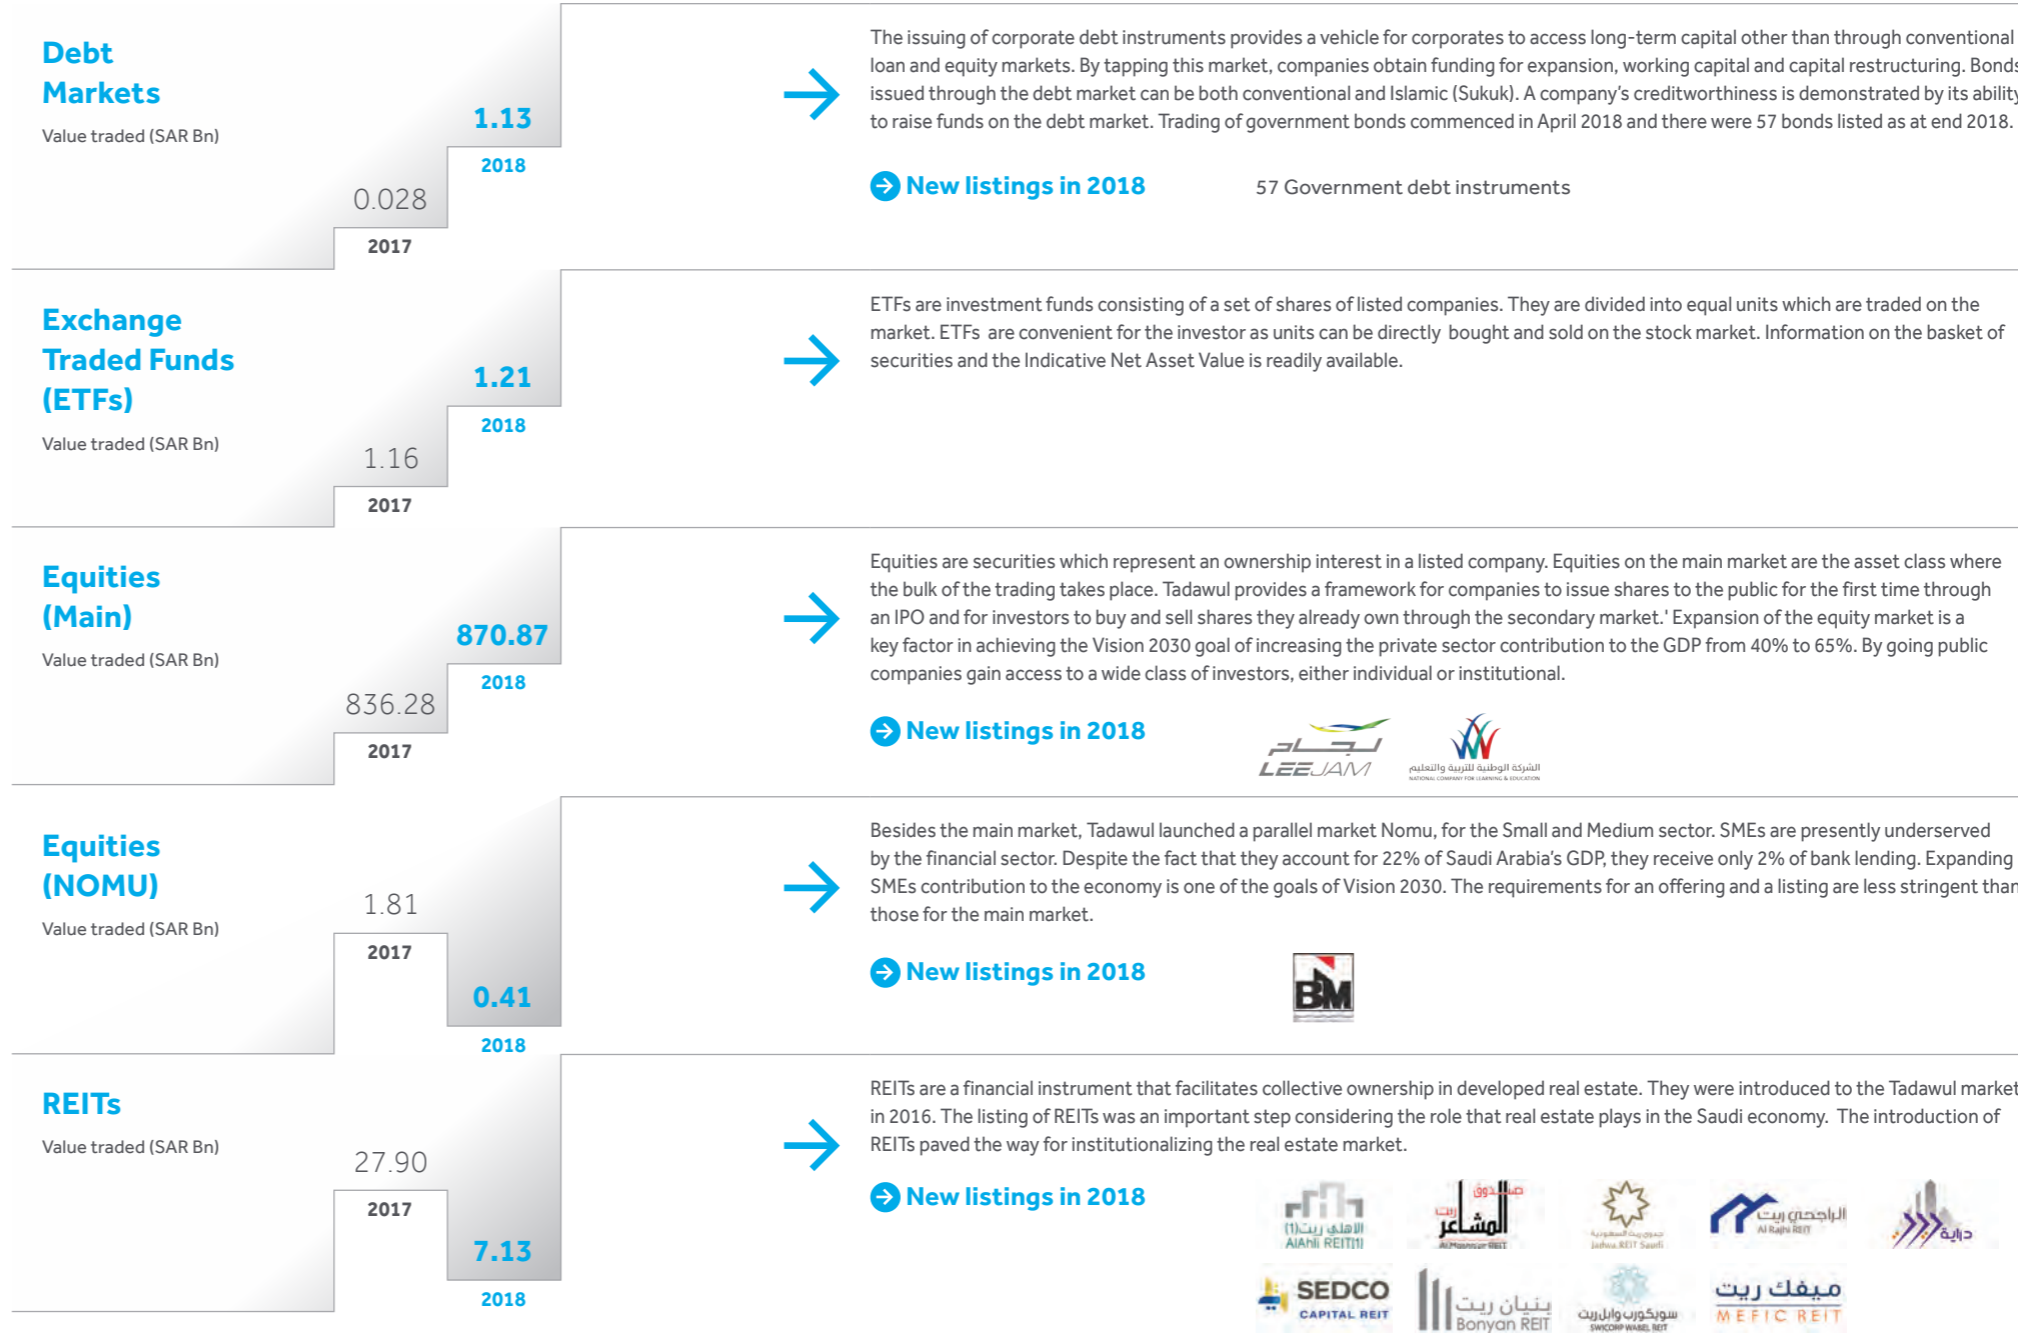 Debt
Markets
Value traded (SAR Bn)
0.028
2017
1.13
2018
The issuing of corporate debt instruments provides a vehicle for corporates to access long-term capital other than through conventional
loan and equity markets. By tapping this market, companies obtain funding for expansion, working capital and capital restructuring. Bonds
issued through the debt market can be both conventional and Islamic (Sukuk). A company’s creditworthiness is demonstrated by its ability
to raise funds on the debt market. Trading of government bonds commenced in April 2018 and there were 57 bonds listed as at end 2018.
New listings in 2018
57 Government debt instruments
Exchange
Traded Funds
(ETFs)
Value traded (SAR Bn)
1.16
2017
1.21
2018
ETFs are investment funds consisting of a set of shares of listed companies. They are divided into equal units which are traded on the
market. ETFs are convenient for the investor as units can be directly bought and sold on the stock market. Information on the basket of
securities and the Indicative Net Asset Value is readily available.
Equities
(Main)
Value traded (SAR Bn)
836.28
2017
870.87
2018
Equities are securities which represent an ownership interest in a listed company. Equities on the main market are the asset class where
the bulk of the trading takes place. Tadawul provides a framework for companies to issue shares to the public for the first time through
an IPO and for investors to buy and sell shares they already own through the secondary market.' Expansion of the equity market is a
key factor in achieving the Vision 2030 goal of increasing the private sector contribution to the GDP from 40% to 65%. By going public
companies gain access to a wide class of investors, either individual or institutional.
New listings in 2018
لجام
LEEJAM
الشركة الوطنية للتربية والتعليم
NATIONAL COMPANY FOR LEARNING & EDUCATION
Equities
(NOMU)
Value traded (SAR Bn)
1.81
2017
0.41
2018
Besides the main market, Tadawul launched a parallel market Nomu, for the Small and Medium sector. SMEs are presently underserved
by the financial sector. Despite the fact that they account for 22% of Saudi Arabia’s GDP, they receive only 2% of bank lending. Expanding
SMEs contribution to the economy is one of the goals of Vision 2030. The requirements for an offering and a listing are less stringent than
those for the main market.
New listings in 2018
BM
REITs
Value traded (SAR Bn)
27.90
2017
7.13
2018
REITs are a financial instrument that facilitates collective ownership in developed real estate. They were introduced to the Tadawul market
in 2016. The listing of REITs was an important step considering the role that real estate plays in the Saudi economy. The introduction of
REITs paved the way for institutionalizing the real estate market.
New listings in 2018
الاهلي ريت(1)
AlAhli REIT(1)
صندوق
المشاعر
ريت
Al Mashaar REIT
جدوى ريت السعودية
Jadwa REIT Saudi
الراجحي ريت
Al Rajhi REIT
دراية
SEDCO
CAPITAL REIT
بنيان ريت
Bonyan REIT
سويكورب وابل ريت
SWICORP WABEL REIT
ميفك ريت
MEFIC REIT